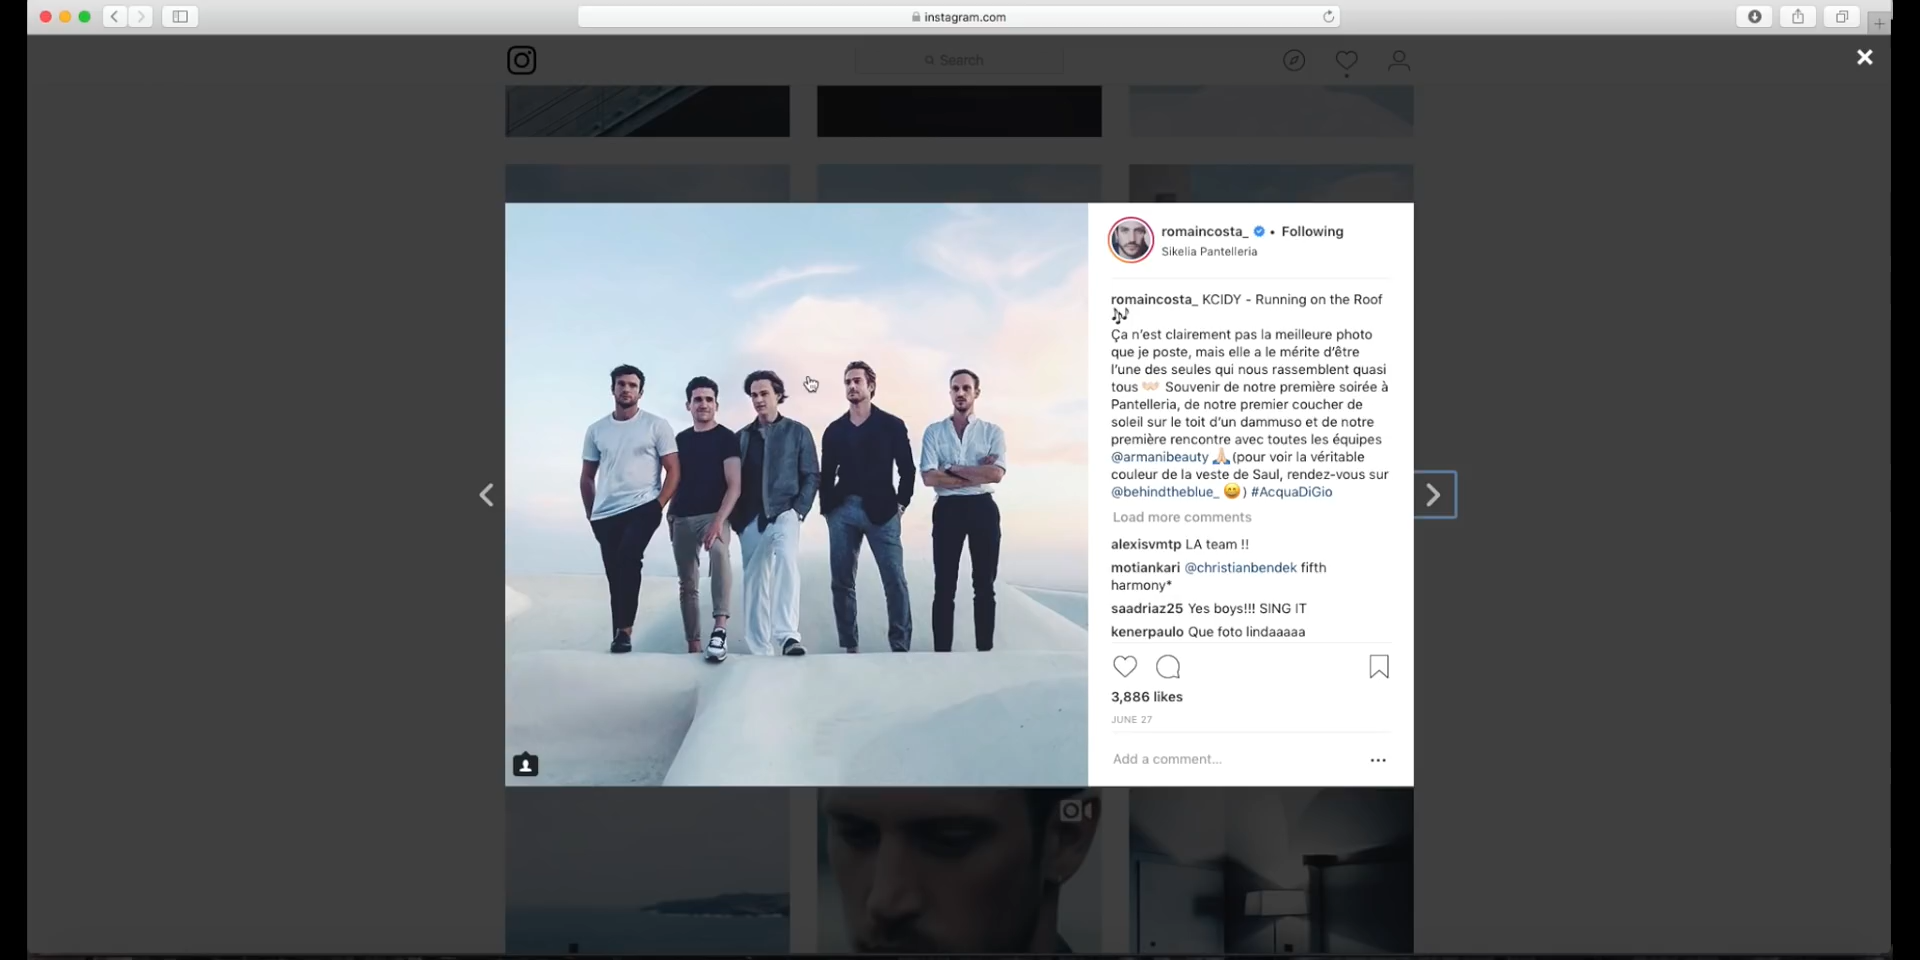 instagram.com
Search
romaincosta_ • Following
Sikelia Pantelleria
romaincosta_ KCIDY - Running on the Roof
🎶
Ça n’est clairement pas la meilleure photo
que je poste, mais elle a le mérite d’être
l’une des seules qui nous rassemblent quasi
tous 🤝🏻 Souvenir de notre première soirée à
Pantelleria, de notre premier coucher de
soleil sur le toit d’un dammuso et de notre
première rencontre avec toutes les équipes
@armanibeauty 🙏🏻(pour voir la véritable
couleur de la veste de Saul, rendez-vous sur
@behindtheblue_ 😄) #AcquaDiGio
Load more comments
alexisvmtp LA team !!
motiankari @christianbendek fifth
harmony*
saadriaz25 Yes boys!!! SING IT
kenerpaulo Que foto lindaaaaa
3,886 likes
JUNE 27
Add a comment...